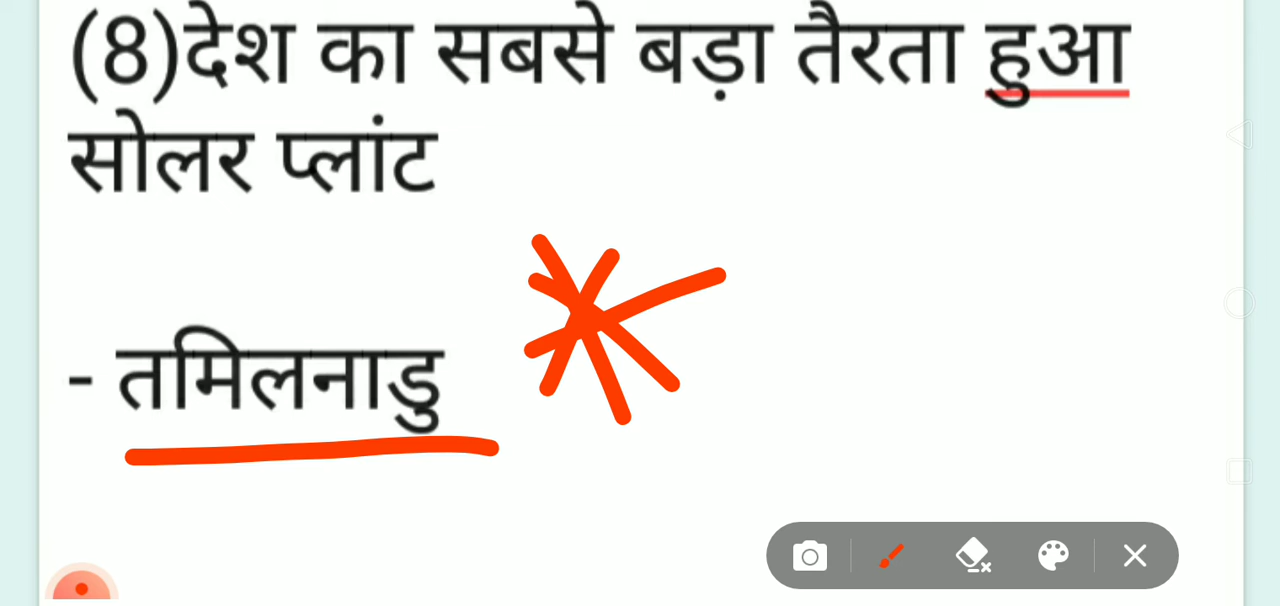 (8)देश का सबसे बड़ा तैरता हुआ
सोलर प्लांट
- तमिलनाडु